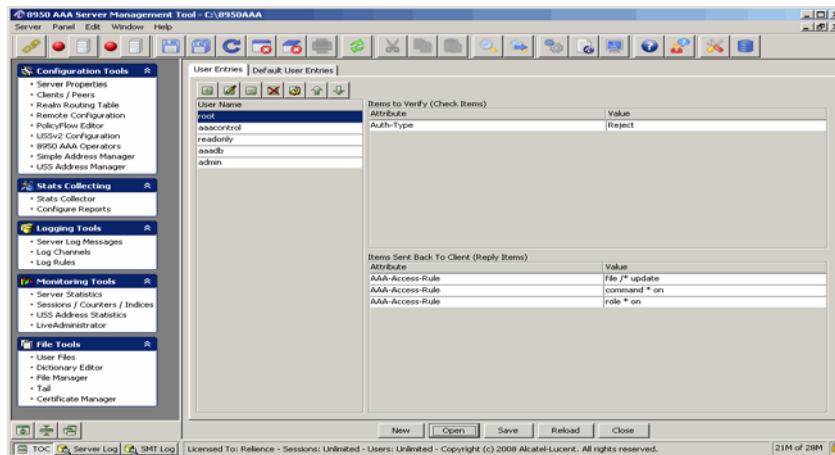 8950 AAA Server Management Tool - C:\8950AAA
Server Panel Edit Window Help
Configuration Tools
• Server Properties
• Clients / Peers
• Realm Routing Table
• Remote Configuration
• PolicyFlow Editor
• USSv2 Configuration
• 8950 AAA Operators
• Simple Address Manager
• USS Address Manager
Stats Collecting
• Stats Collector
• Configure Reports
Logging Tools
• Server Log Messages
• Log Channels
• Log Rules
Monitoring Tools
• Server Statistics
• Sessions / Counters / Indices
• USS Address Statistics
• LiveAdministrator
File Tools
• User Files
• Dictionary Editor
• File Manager
• Tail
• Certificate Manager
User Entries Default User Entries
User Name
root
aaacontrol
readonly
aaadb
admin
Items to Verify (Check Items)
Attribute Value
Auth-Type Reject
Items Sent Back To Client (Reply Items)
Attribute Value
AAA-Access-Rule file /* update
AAA-Access-Rule command * on
AAA-Access-Rule role * on
New Open Save Reload Close
TOC Server Log SMT Log Licensed To: Relience - Sessions: Unlimited - Users: Unlimited - Copyright (c) 2008 Alcatel-Lucent. All rights reserved. 21M of 28M